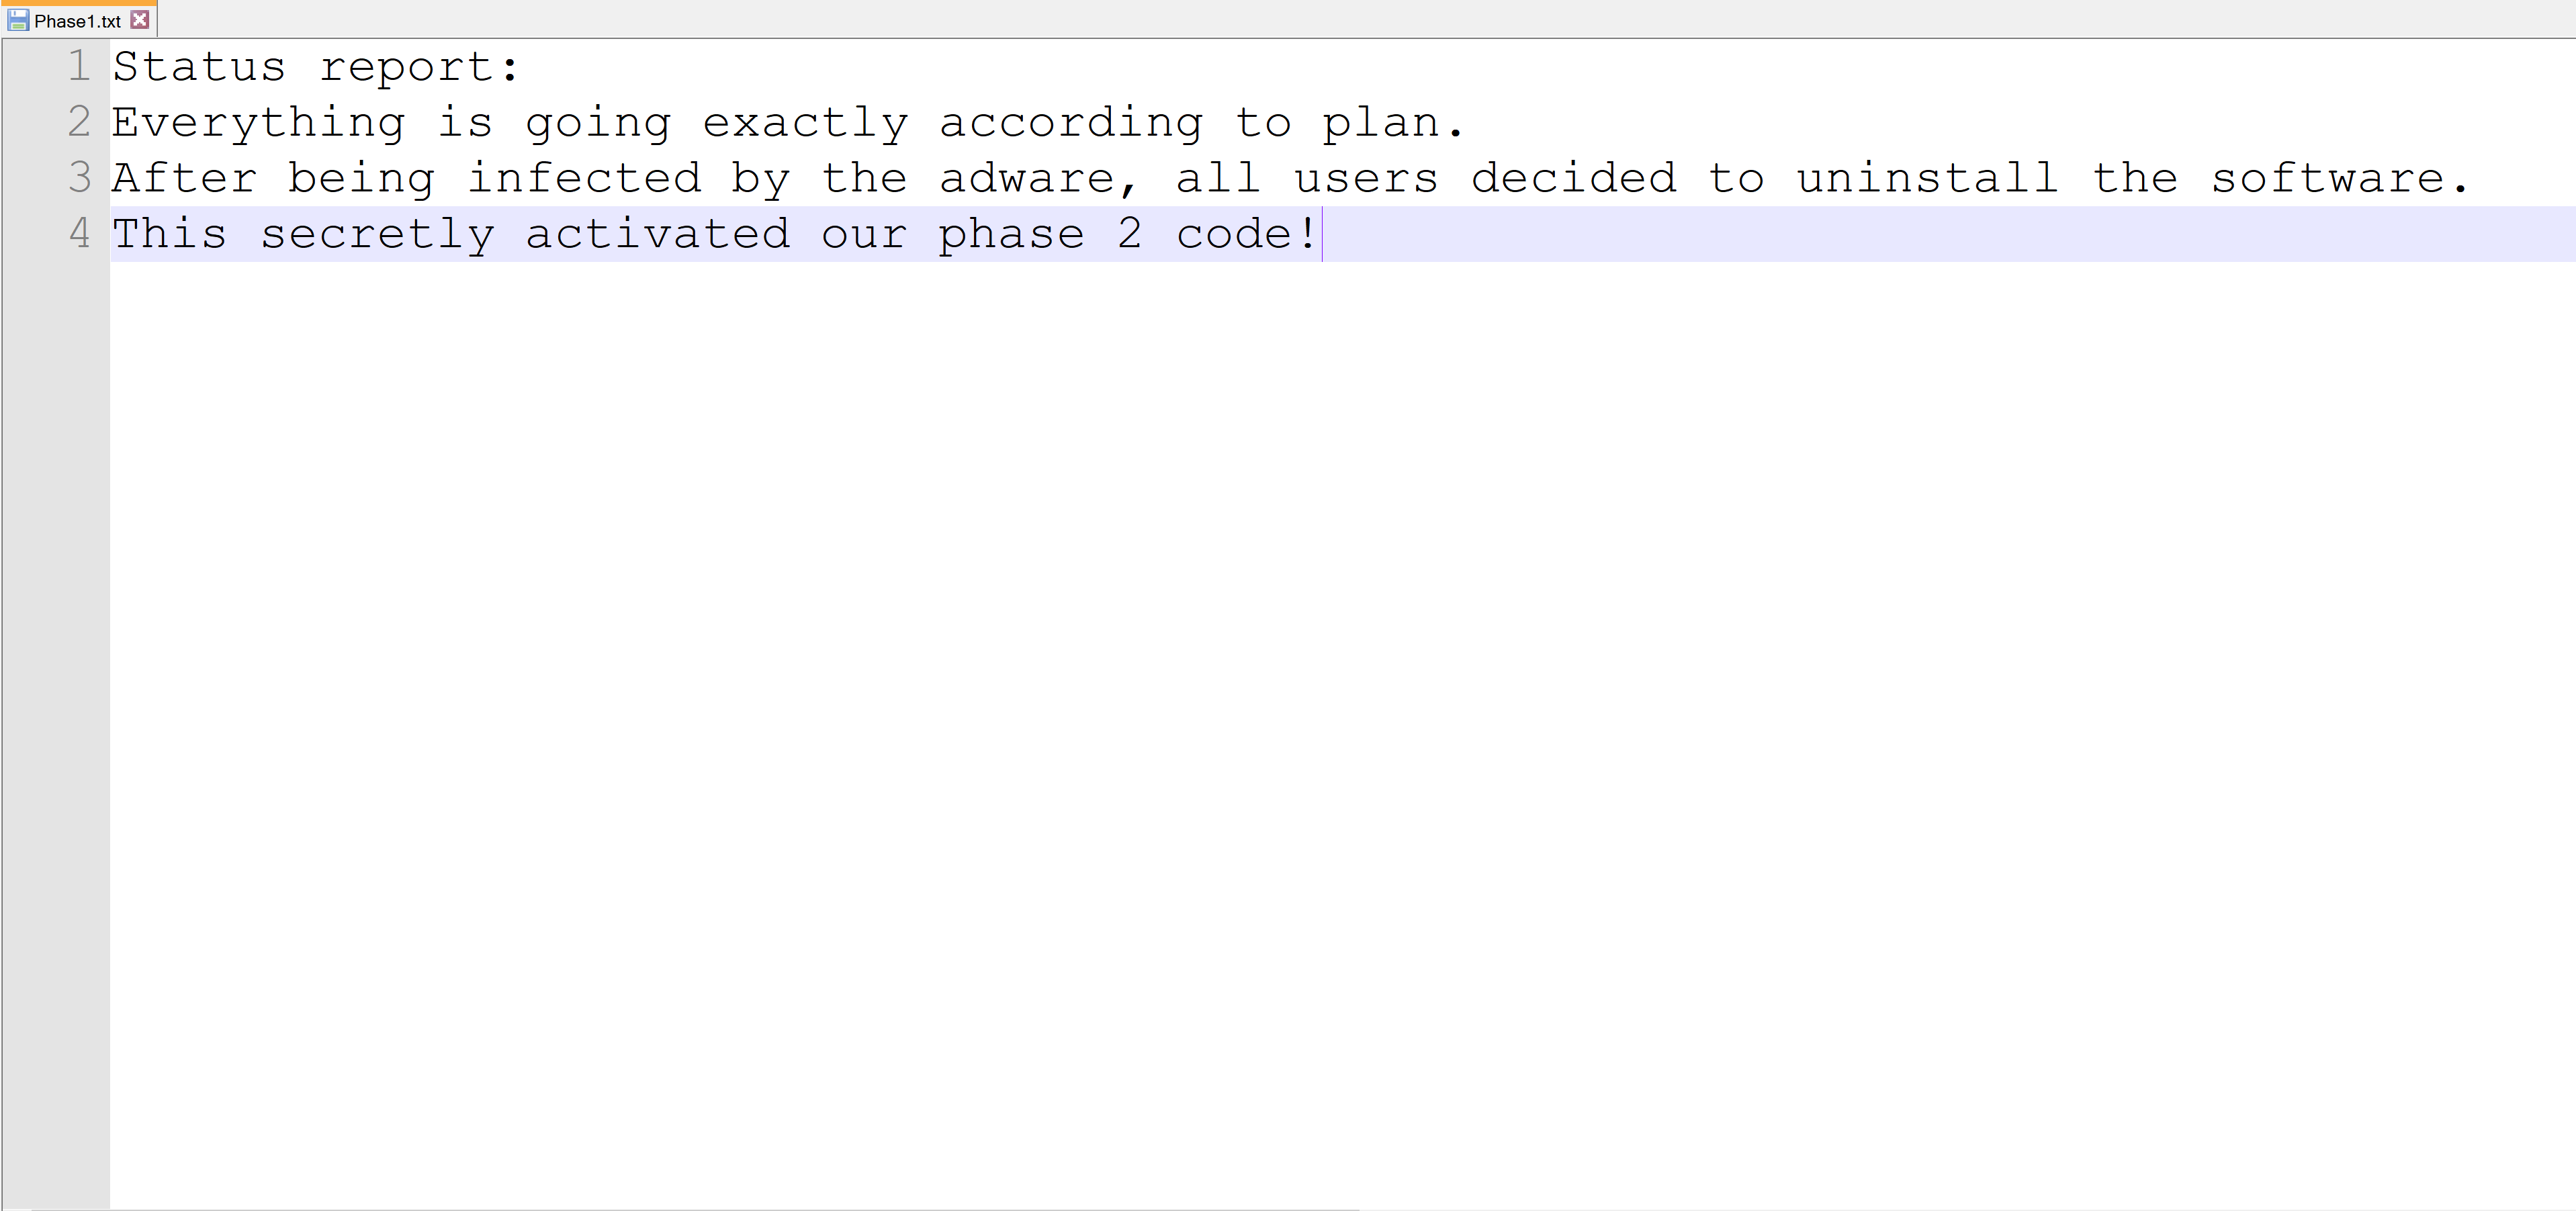 Phase1.txt
1 Status report:
2 Everything is going exactly according to plan.
3 After being infected by the adware, all users decided to uninstall the software.
4 This secretly activated our phase 2 code!